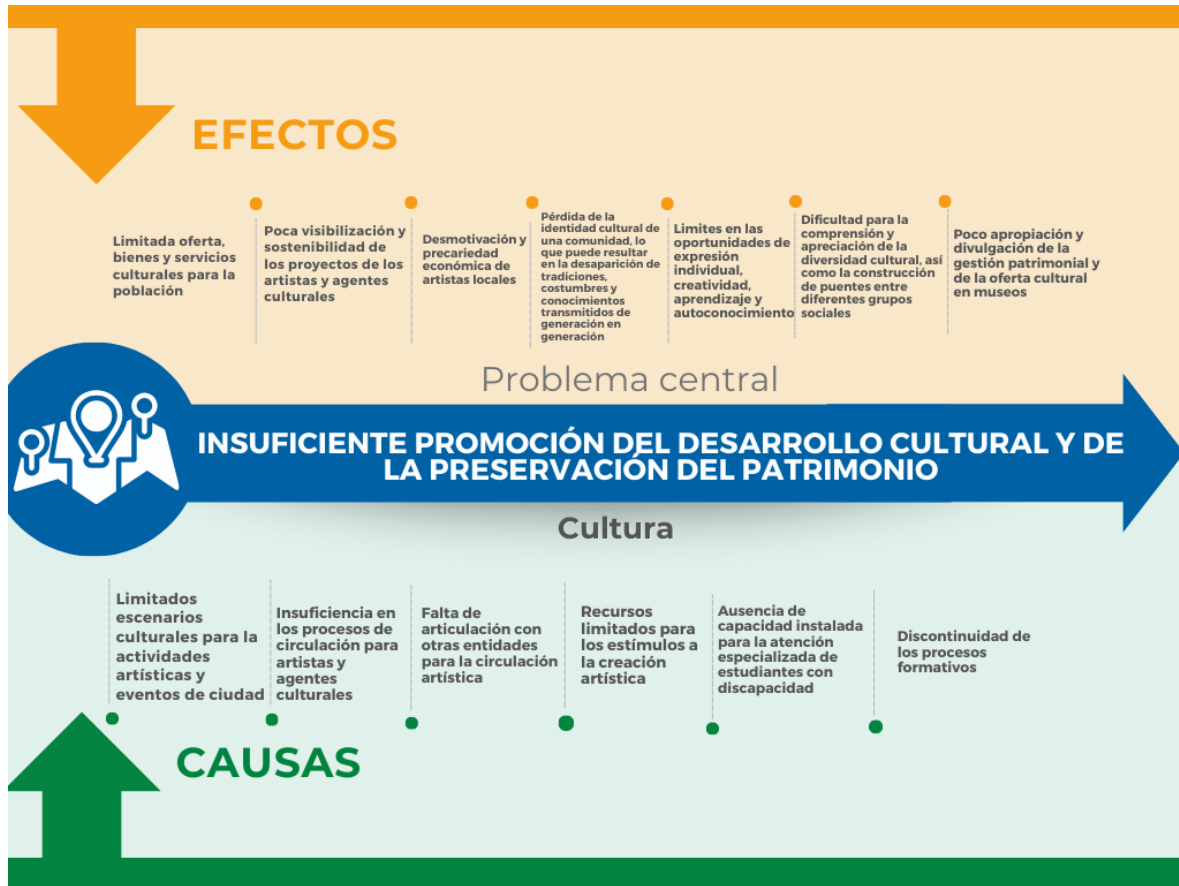 EFECTOS
Limitada oferta,
bienes y servicios
culturales para la
población
Poca visibilización y
sostenibilidad de
los proyectos de los
artistas y agentes
culturales
Desmotivación y
precariedad
económica de
artistas locales
Pérdida de la
identidad cultural de
una comunidad, lo
que puede resultar
en la desaparición de
tradiciones,
costumbres y
conocimientos
transmitidos de
generación en
generación
Limites en las
oportunidades de
expresión
individual,
creatividad,
aprendizaje y
autoconocimiento
Dificultad para la
comprensión y
apreciación de la
diversidad cultural, así
como la construcción
de puentes entre
diferentes grupos
sociales
Poco apropiación y
divulgación de la
gestión patrimonial y
de la oferta cultural
en museos
Problema central
INSUFICIENTE PROMOCIÓN DEL DESARROLLO CULTURAL Y DE
LA PRESERVACIÓN DEL PATRIMONIO
Cultura
Limitados
escenarios
culturales para la
actividades
artísticas y
eventos de ciudad
Insuficiencia en
los procesos de
circulación para
artistas y
agentes
culturales
Falta de
articulación con
otras entidades
para la circulación
artística
Recursos
limitados para
los estímulos a
la creación
artística
Ausencia de
capacidad instalada
para la atención
especializada de
estudiantes con
discapacidad
Discontinuidad de
los procesos
formativos
CAUSAS